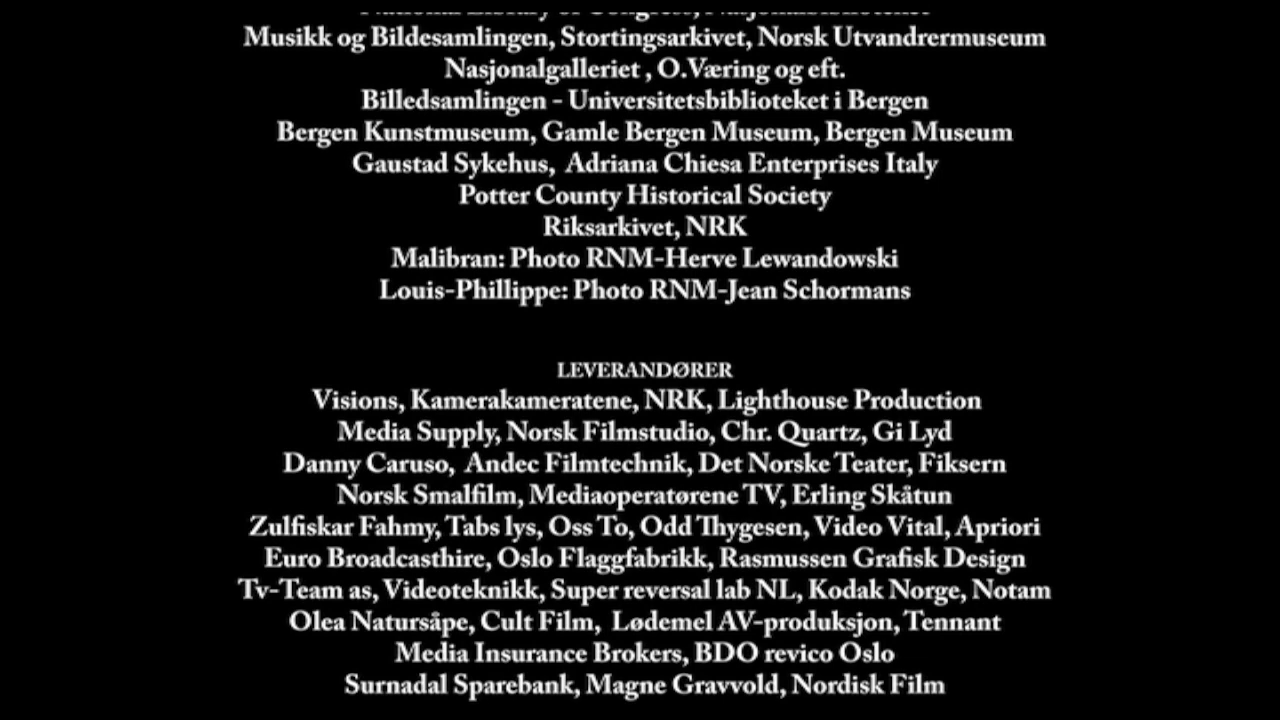 National Library of Congress, Nasjonalbiblioteket
Musikk og Bildesamlingen, Stortingsarkivet, Norsk Utvandrermuseum
Nasjonalgalleriet , O.Væring og eft.
Billedsamlingen - Universitetsbiblioteket i Bergen
Bergen Kunstmuseum, Gamle Bergen Museum, Bergen Museum
Gaustad Sykehus, Adriana Chiesa Enterprises Italy
Potter County Historical Society
Riksarkivet, NRK
Malibran: Photo RNM-Herve Lewandowski
Louis-Phillippe: Photo RNM-Jean Schormans
LEVERANDØRER
Visions, Kamerakameratene, NRK, Lighthouse Production
Media Supply, Norsk Filmstudio, Chr. Quartz, Gi Lyd
Danny Caruso, Andec Filmtechnik, Det Norske Teater, Fiksern
Norsk Smalfilm, Mediaoperatørene TV, Erling Skåtun
Zulfiskar Fahmy, Tabs lys, Oss To, Odd Thygesen, Video Vital, Apriori
Euro Broadcasthire, Oslo Flaggfabrikk, Rasmussen Grafisk Design
Tv-Team as, Videoteknikk, Super reversal lab NL, Kodak Norge, Notam
Olea Natursåpe, Cult Film, Lødemel AV-produksjon, Tennant
Media Insurance Brokers, BDO revico Oslo
Surnadal Sparebank, Magne Gravvold, Nordisk Film